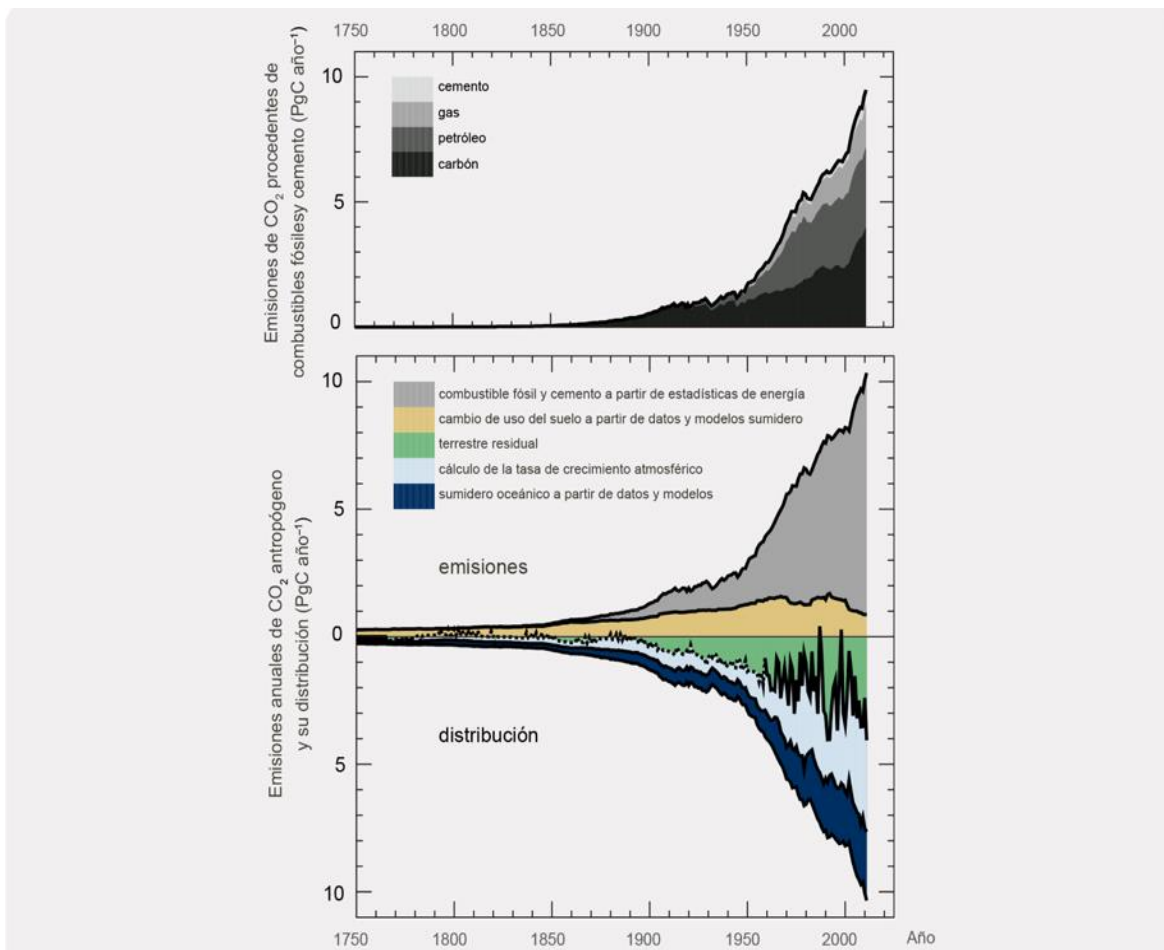 1750 1800 1850 1900 1950 2000
Emisiones de CO₂ procedentes de
combustibles fósilesy cemento (PgC año⁻¹)
10
5
0
cemento
gas
petróleo
carbón
Emisiones anuales de CO₂ antropógeno
y su distribución (PgC año⁻¹)
10
5
0
5
10
combustible fósil y cemento a partir de estadísticas de energía
cambio de uso del suelo a partir de datos y modelos sumidero
terrestre residual
cálculo de la tasa de crecimiento atmosférico
sumidero oceánico a partir de datos y modelos
emisiones
distribución
1750 1800 1850 1900 1950 2000 Año